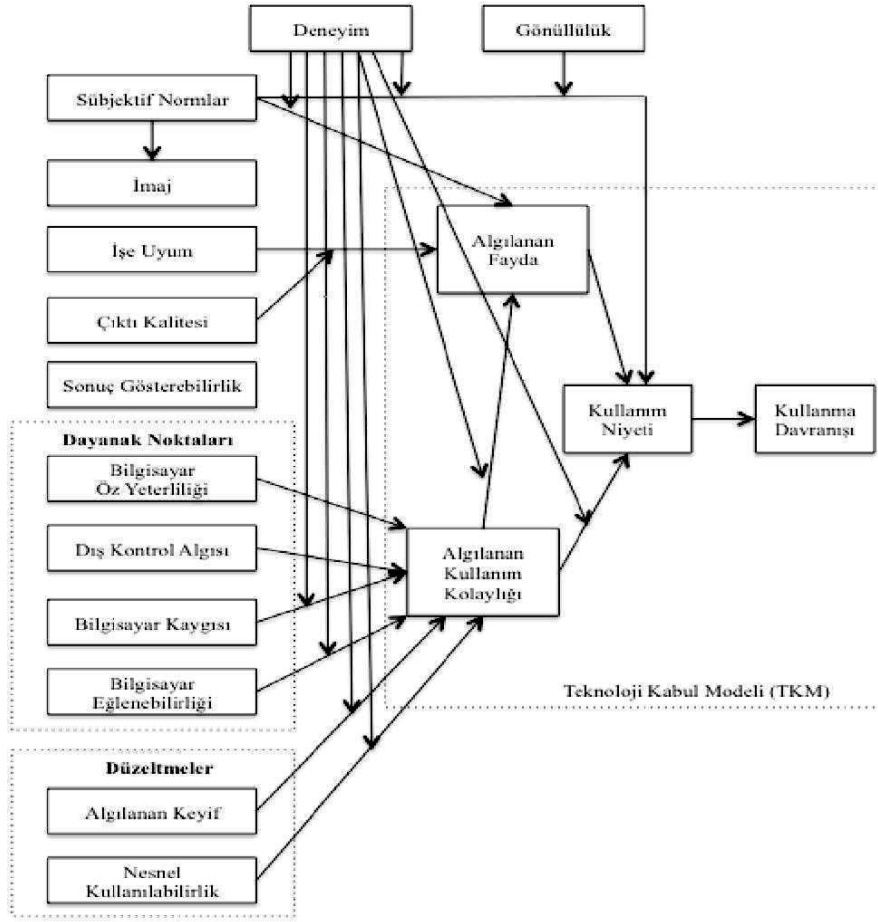 Deneyim
Gönüllülük
Sübjektif Normlar
İmaj
İşe Uyum
Algılanan
Fayda
Çıktı Kalitesi
Sonuç Gösterebilirlik
Kullanım
Niyeti
Kullanma
Davranışı
Dayanak Noktaları
Bilgisayar
Öz Yeterliliği
Dış Kontrol Algısı
Algılanan
Kullanım
Kolaylığı
Bilgisayar Kaygısı
Bilgisayar
Eğlenebilirliği
Teknoloji Kabul Modeli (TKM)
Düzeltmeler
Algılanan Keyif
Nesnel
Kullanılabilirlik